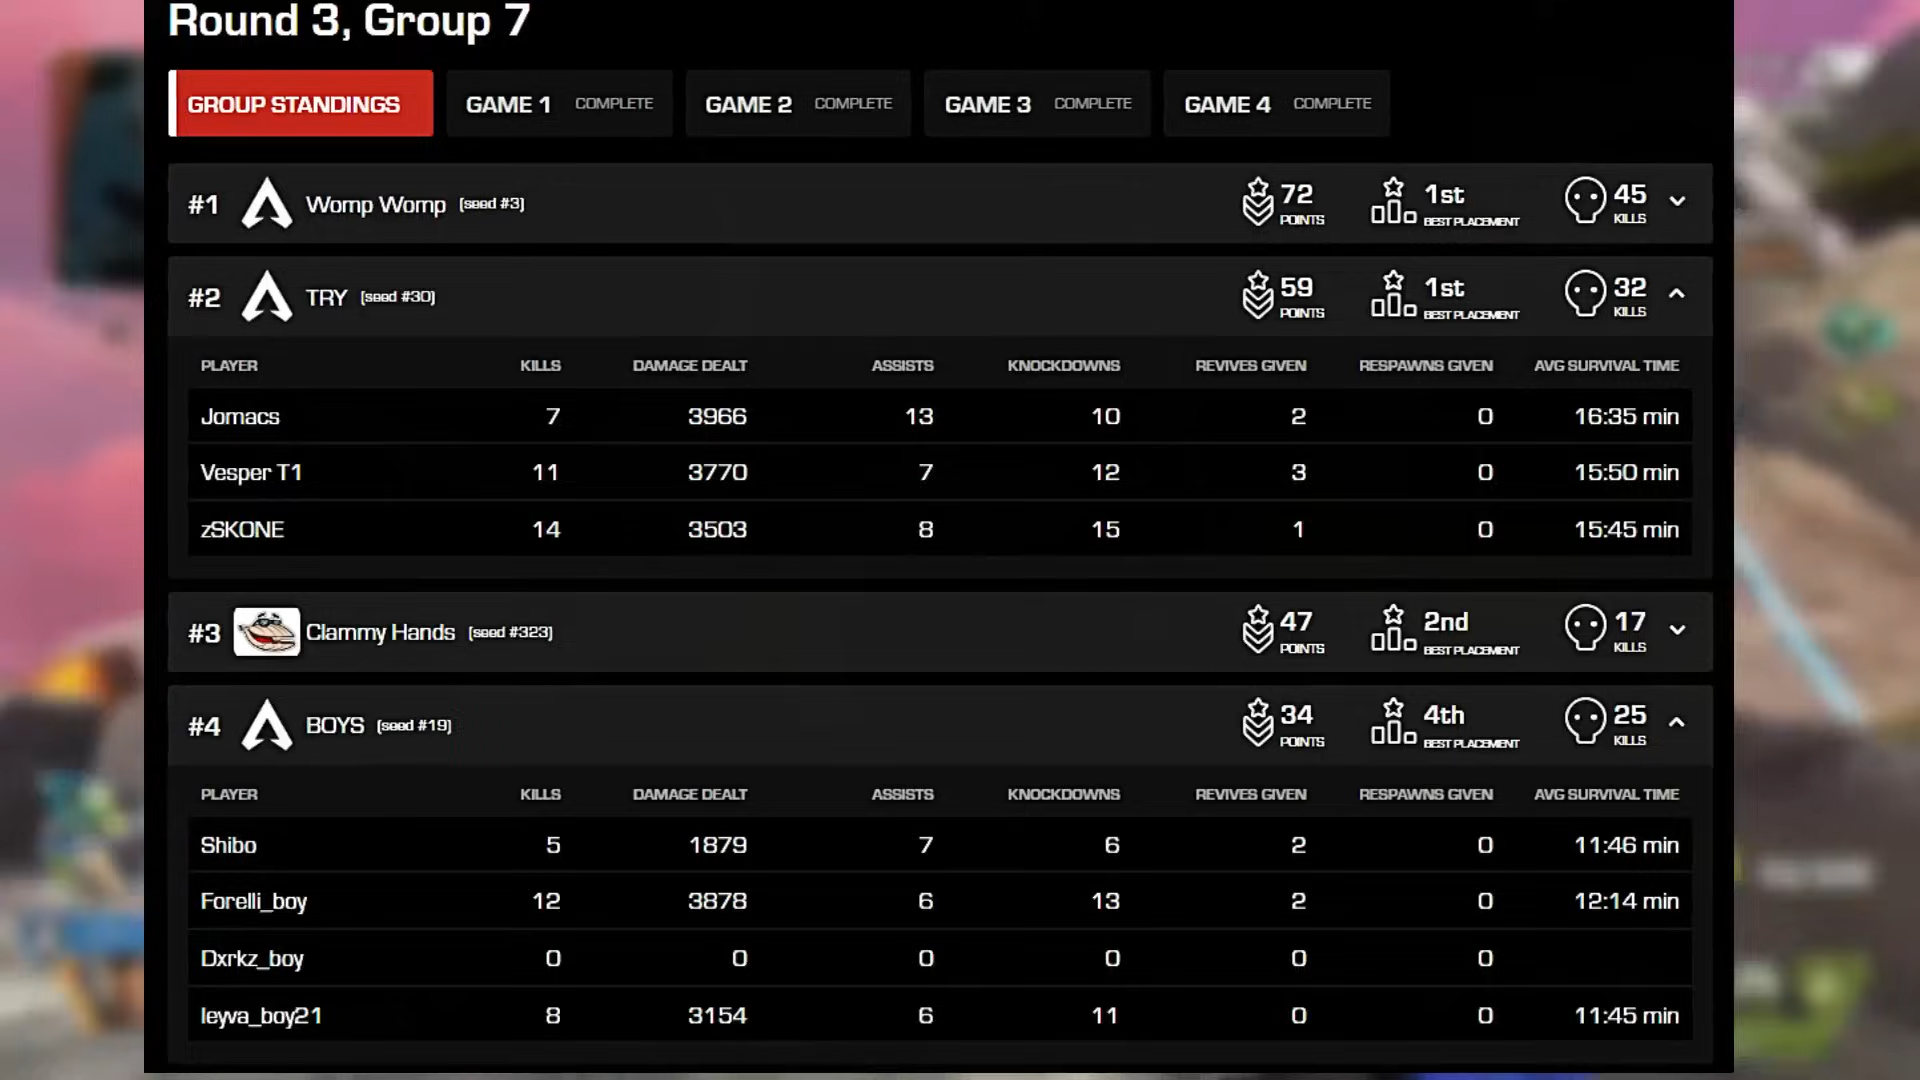 Round 3, Group 7
GROUP STANDINGS GAME 1 COMPLETE GAME 2 COMPLETE GAME 3 COMPLETE GAME 4 COMPLETE
#1 Womp Womp (seed #3) 72 POINTS 1st BEST PLACEMENT 45 KILLS
#2 TRY (seed #30) 59 POINTS 1st BEST PLACEMENT 32 KILLS
PLAYER KILLS DAMAGE DEALT ASSISTS KNOCKDOWNS REVIVES GIVEN RESPAWNS GIVEN AVG SURVIVAL TIME
Jomacs 7 3966 13 10 2 0 16:35 min
Vesper T1 11 3770 7 12 3 0 15:50 min
zSKONE 14 3503 8 15 1 0 15:45 min
#3 Clammy Hands (seed #323) 47 POINTS 2nd BEST PLACEMENT 17 KILLS
#4 BOYS (seed #19) 34 POINTS 4th BEST PLACEMENT 25 KILLS
PLAYER KILLS DAMAGE DEALT ASSISTS KNOCKDOWNS REVIVES GIVEN RESPAWNS GIVEN AVG SURVIVAL TIME
Shibo 5 1879 7 6 2 0 11:46 min
Forelli_boy 12 3878 6 13 2 0 12:14 min
Dxrkz_boy 0 0 0 0 0 0
leyva_boy21 8 3154 6 11 0 0 11:45 min